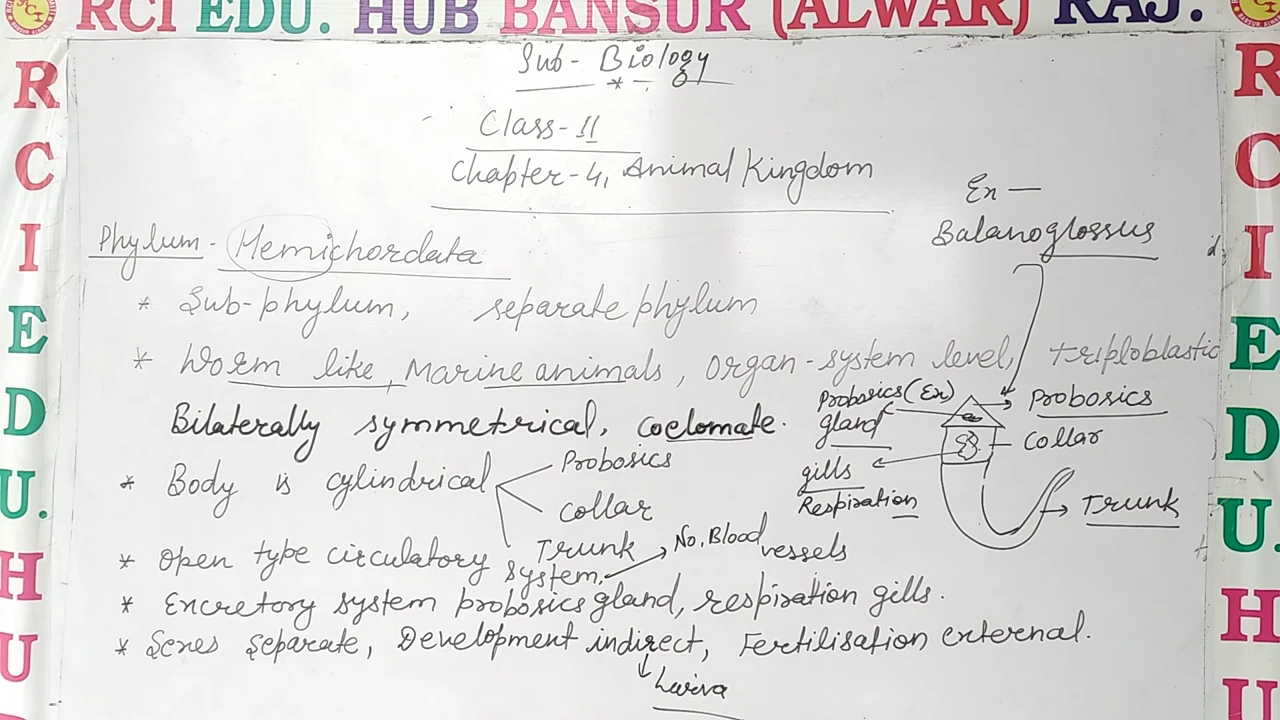 RCI EDU. HUB BANSUR (ALWAR) RAJ.
Sub- Biology
Class-11
Chapter-4, Animal Kingdom
Phylum- Hemichordata
* Sub-phylum, separate phylum
* Worm like, Marine animals, organ-system level, Triploblastic
Bilaterally symmetrical, coelomate.
* Body is cylindrical
Probosics
collar
Trunk
* open type circulatory system. → No, Blood vessels
* Excretory system probosics gland, respiration gills.
* Sexes separate, Development indirect, Fertilisation external.
Larva
Ex —
Balanoglossus
Probosics (Ex)
gland
gills
Respiration
Probosics
collar
Trunk
R
C
I
E
D
U.
H
U
R
C
I
E
D
U.
H
U